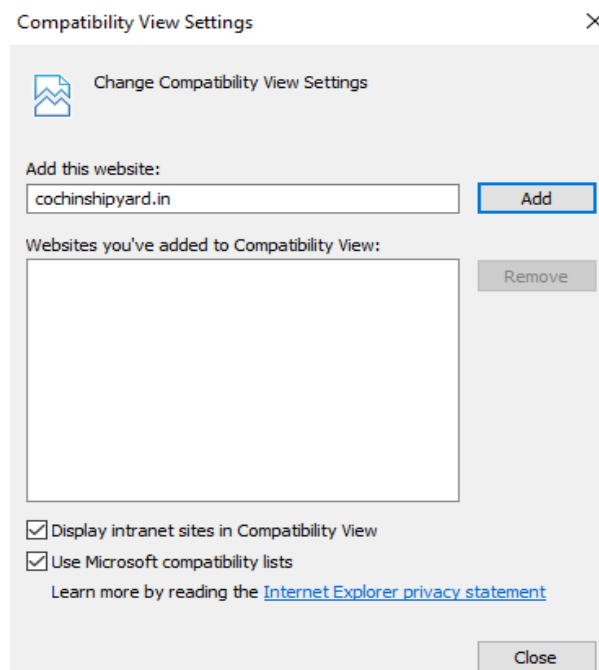 Compatibility View Settings
Change Compatibility View Settings
Add this website:
cochinshipyard.in
Add
Websites you've added to Compatibility View:
Remove
Display intranet sites in Compatibility View
Use Microsoft compatibility lists
Learn more by reading the Internet Explorer privacy statement
Close